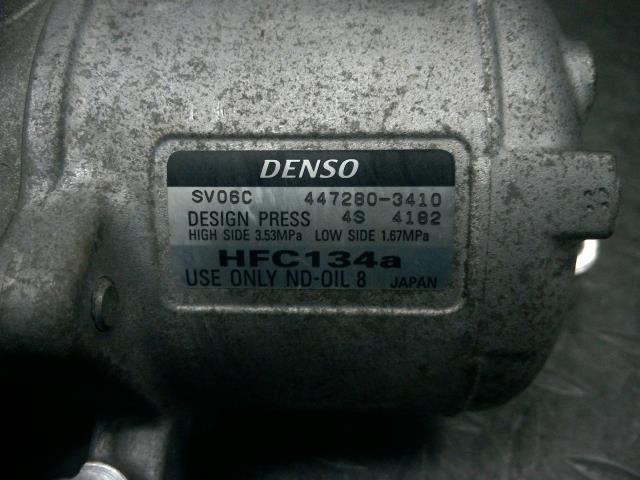 DENSO
SV06C 447280-3410
DESIGN PRESS 4S 4182
HIGH SIDE 3.53MPa LOW SIDE 1.67MPa
HFC134a
USE ONLY ND-OIL 8 JAPAN